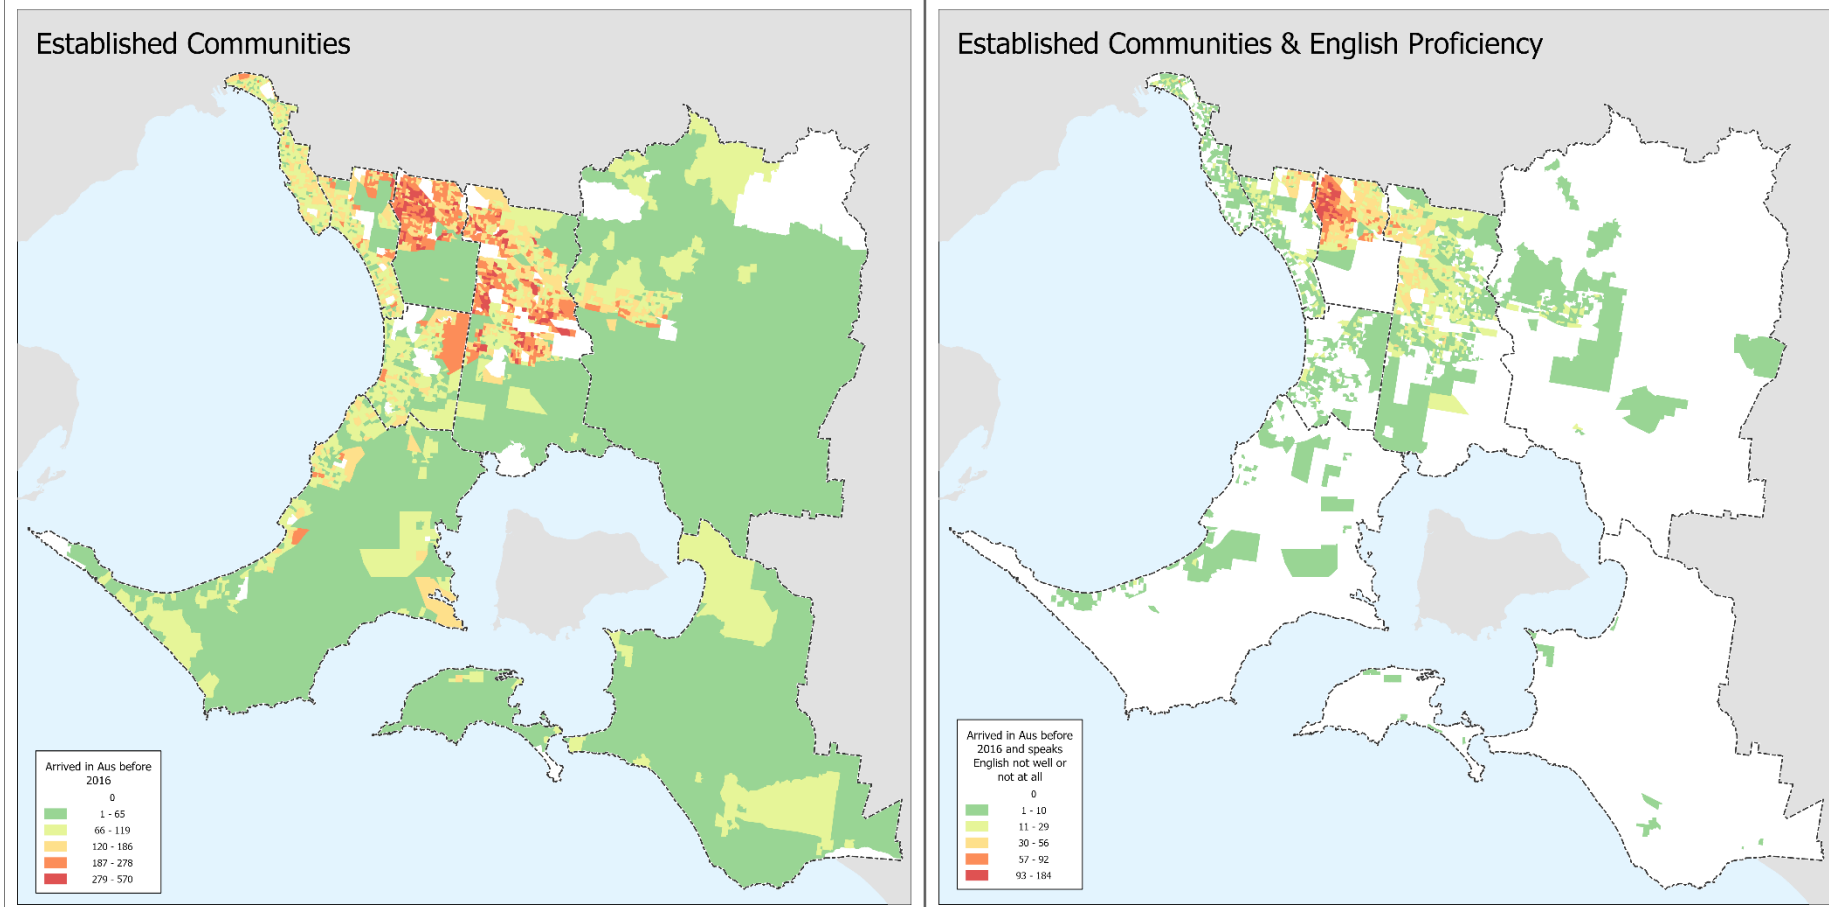 Established Communities
Arrived in Aus before
2016
0
1 - 65
66 - 119
120 - 186
187 - 278
279 - 570
Established Communities & English Proficiency
Arrived in Aus before
2016 and speaks
English not well or
not at all
0
1 - 10
11 - 29
30 - 56
57 - 92
93 - 184